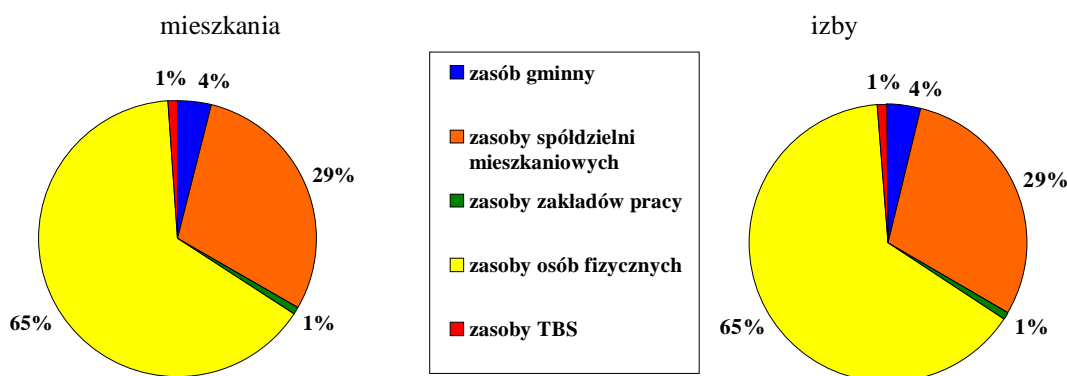 mieszkania
1%
4%
29%
1%
65%
zasób gminny
zasoby spółdzielni
mieszkaniowych
zasoby zakładów pracy
zasoby osób fizycznych
zasoby TBS
izby
1%
4%
29%
1%
65%